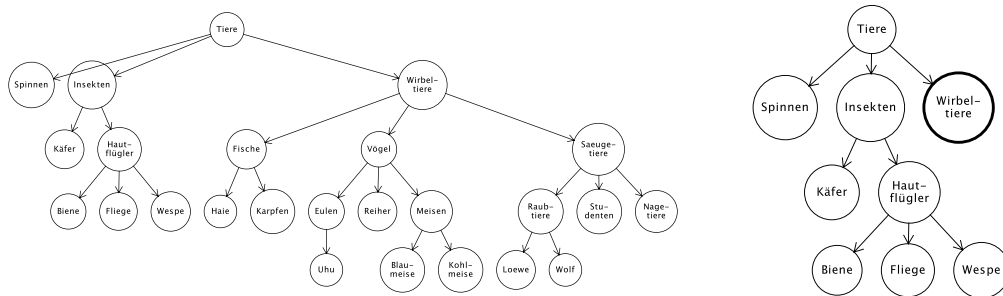 Tiere
Spinnen
Insekten
Wirbel-
tiere
Käfer
Haut-
flügler
Fische
Vögel
Saeuge-
tiere
Biene
Fliege
Wespe
Haie
Karpfen
Eulen
Reiher
Meisen
Raub-
tiere
Stu-
denten
Nage-
tiere
Uhu
Blau-
meise
Kohl-
meise
Loewe
Wolf
Tiere
Spinnen
Insekten
Wirbel-
tiere
Käfer
Haut-
flügler
Biene
Fliege
Wespe